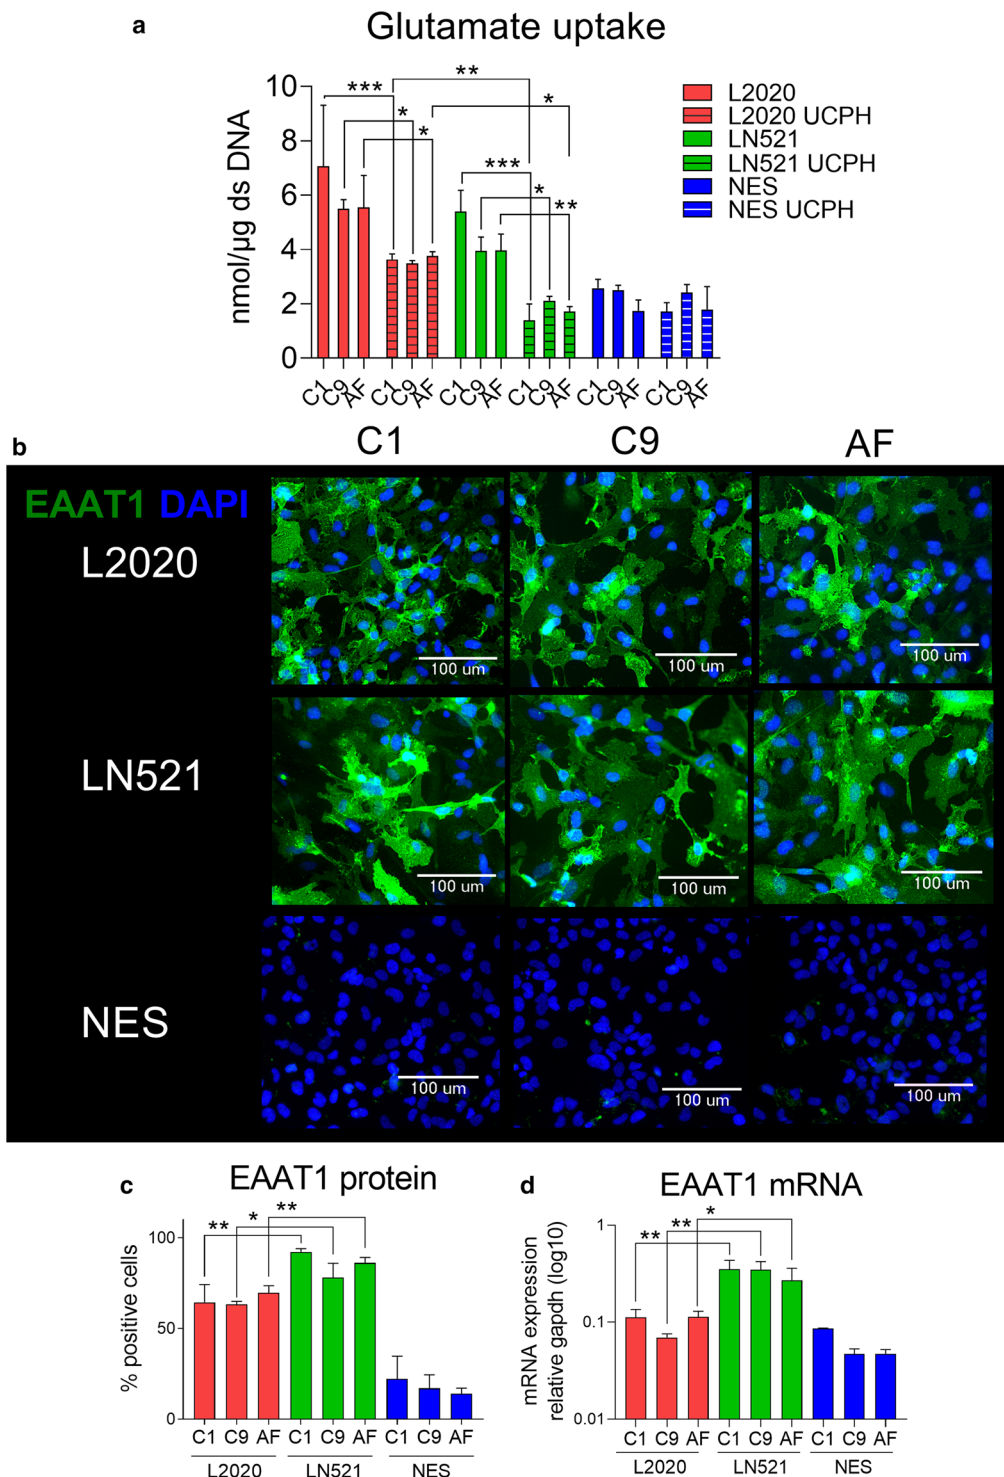 a
Glutamate uptake
nmol/µg ds DNA
10
8
6
4
2
0
***
*
*
**
*
***
*
**
C1 C9 AF C1 C9 AF C1 C9 AF C1 C9 AF C1 C9 AF C1 C9 AF
L2020
L2020 UCPH
LN521
LN521 UCPH
NES
NES UCPH
b
C1 C9 AF
EAAT1 DAPI
L2020
100 um 100 um 100 um
LN521
100 um 100 um 100 um
NES
100 um 100 um 100 um
c
EAAT1 protein
% positive cells
100
50
0
**
*
**
C1 C9 AF C1 C9 AF C1 C9 AF
L2020 LN521 NES
d
EAAT1 mRNA
mRNA expression
relative gapdh (log10)
1
0.1
0.01
**
**
*
C1 C9 AF C1 C9 AF C1 C9 AF
L2020 LN521 NES